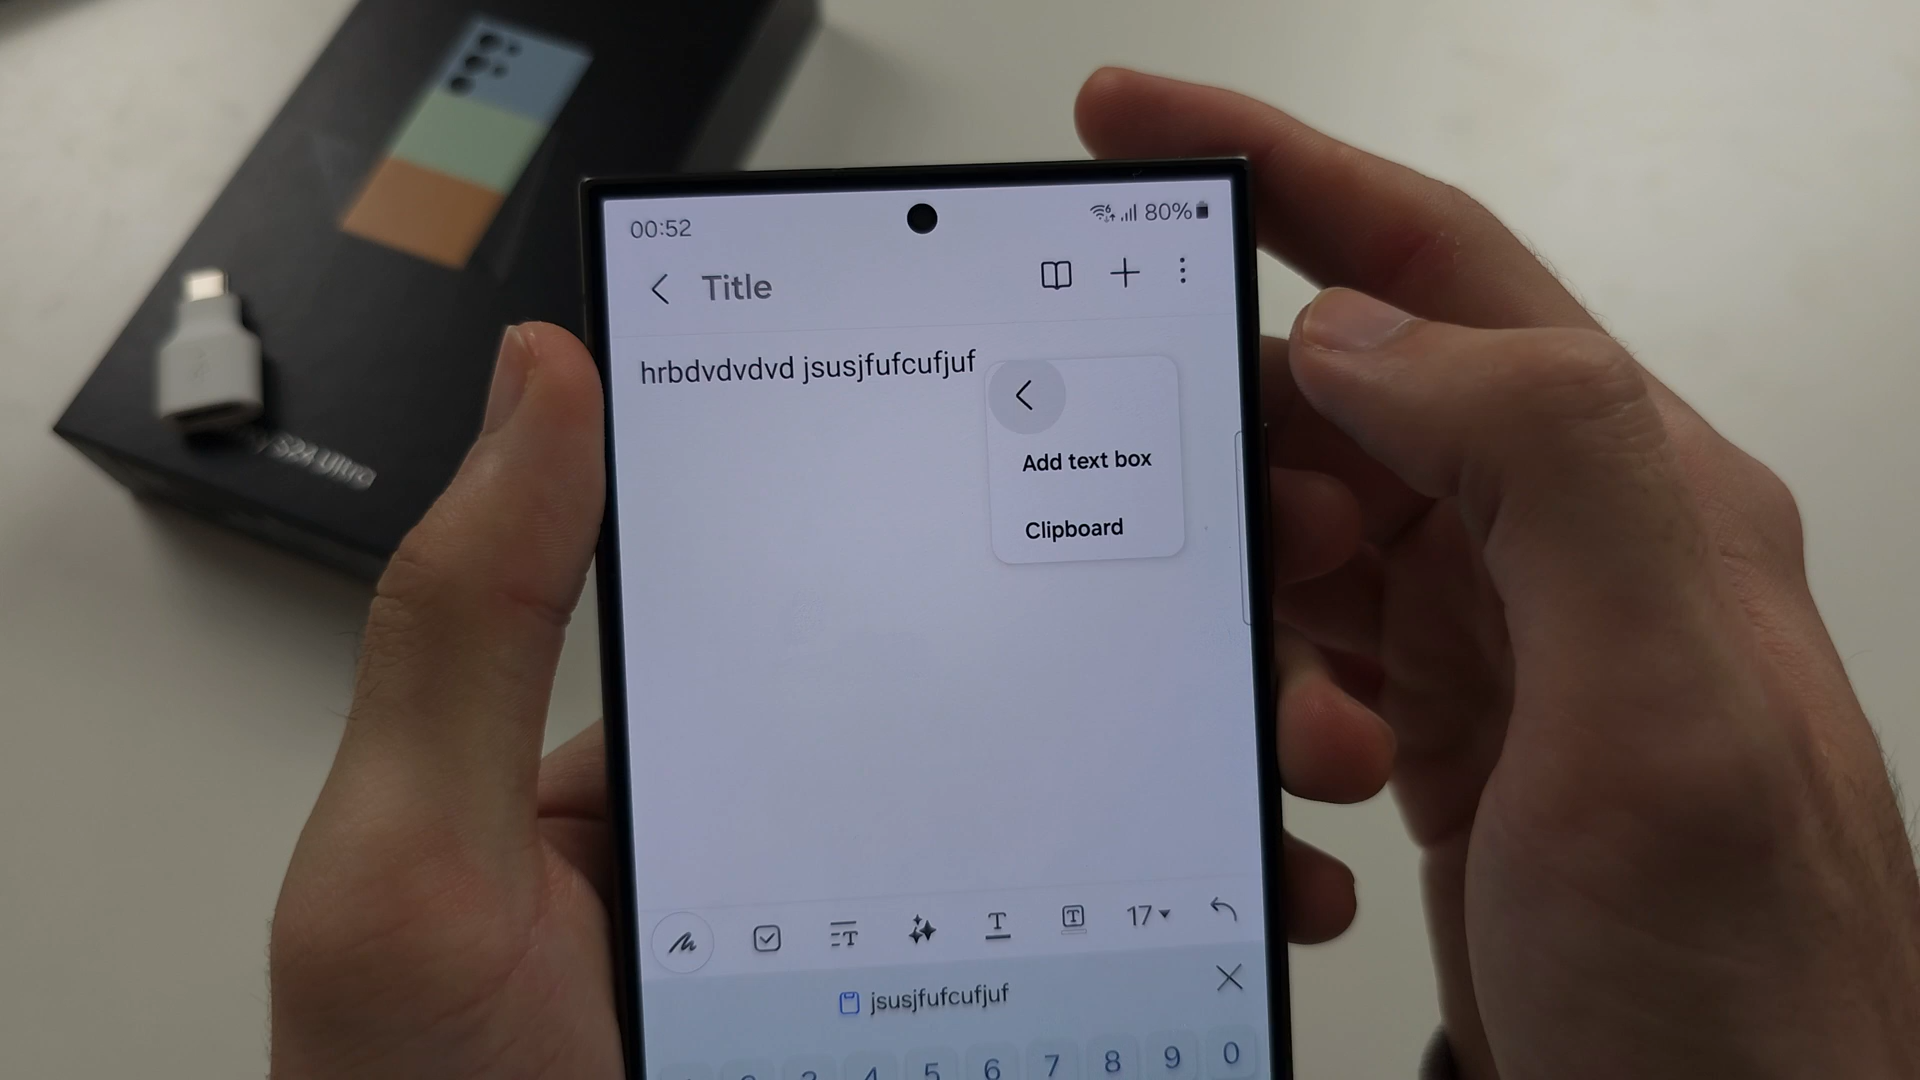 00:52
80%
Title
hrbdvdvdvd jsusjfufcufjuf
Add text box
Clipboard
S24 Ultra
T
T
T
17
jsusjfufcufjuf
4 5 6 7 8 9 0